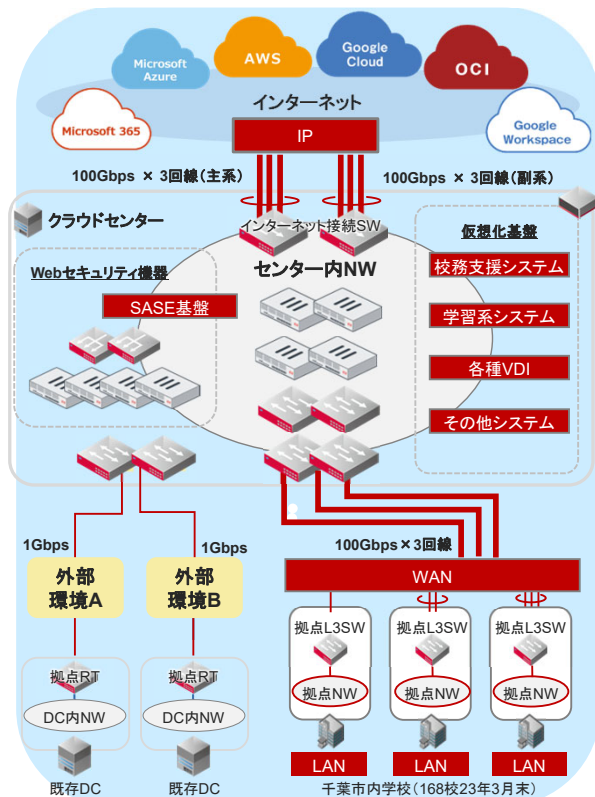 Microsoft
Azure
AWS
Google
Cloud
OCI
Microsoft 365
インターネット
Google
Workspace
IP
100Gbps × 3回線(主系)
100Gbps × 3回線(副系)
クラウドセンター
インターネット接続SW
仮想化基盤
Webセキュリティ機器
センター内NW
校務支援システム
SASE基盤
学習系システム
各種VDI
その他システム
1Gbps
1Gbps
100Gbps×3回線
外部
環境A
外部
環境B
WAN
拠点L3SW
拠点L3SW
拠点L3SW
拠点RT
拠点RT
拠点NW
拠点NW
拠点NW
DC内NW
DC内NW
LAN
LAN
LAN
既存DC
既存DC
千葉市内学校(168校23年3月末)